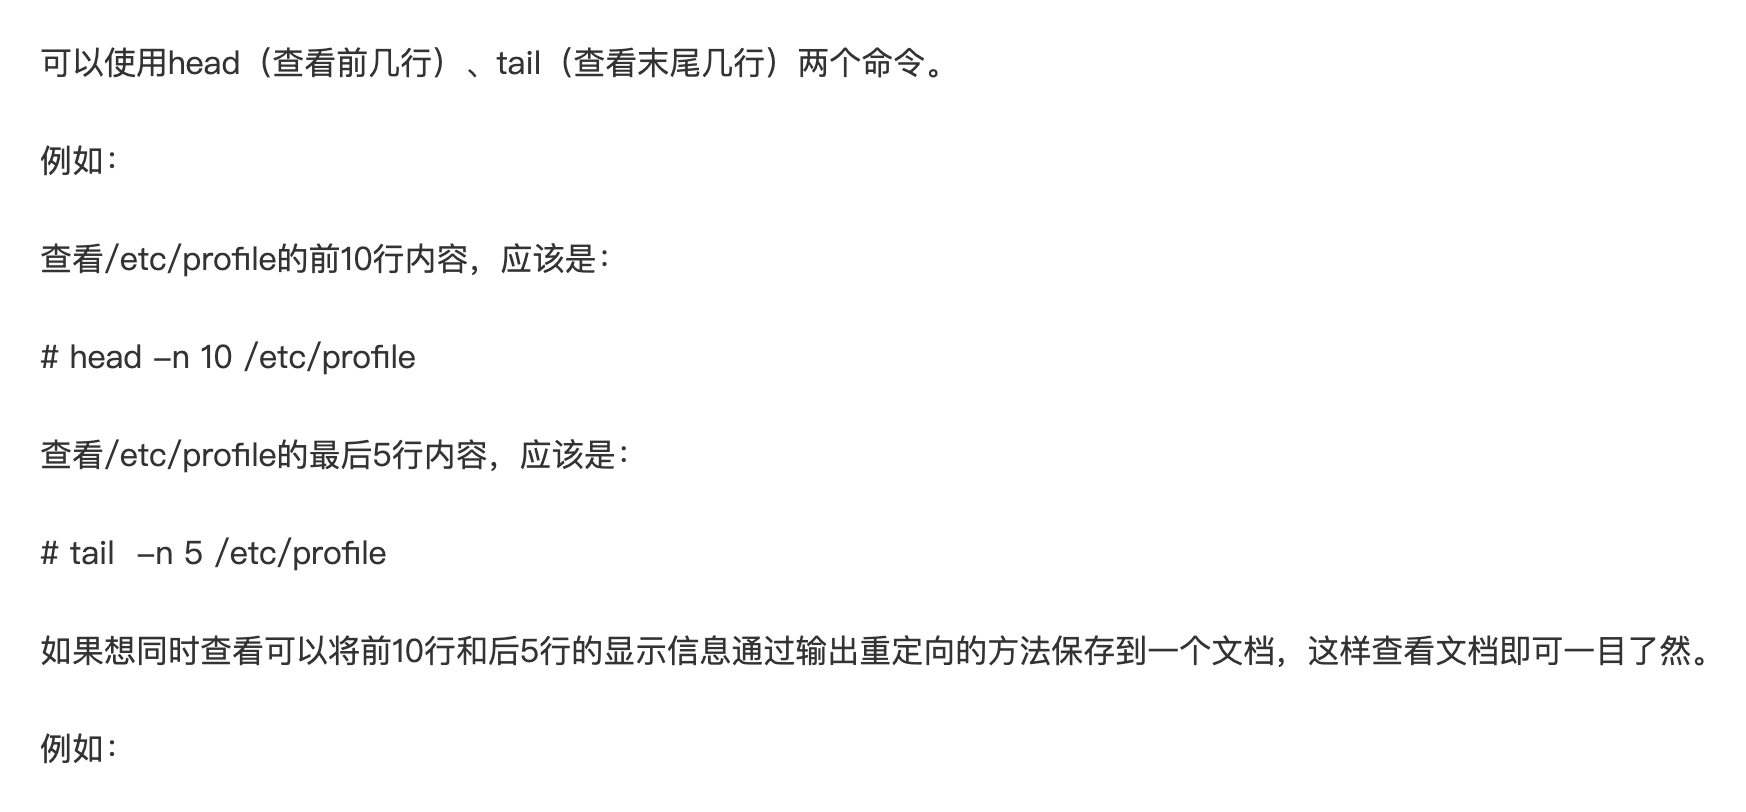 可以使用head（查看前几行）、tail（查看末尾几行）两个命令。
例如：
查看/etc/profile的前10行内容，应该是：
# head –n 10 /etc/profile
查看/etc/profile的最后5行内容，应该是：
# tail  –n 5 /etc/profile
如果想同时查看可以将前10行和后5行的显示信息通过输出重定向的方法保存到一个文档，这样查看文档即可一目了然。
例如：